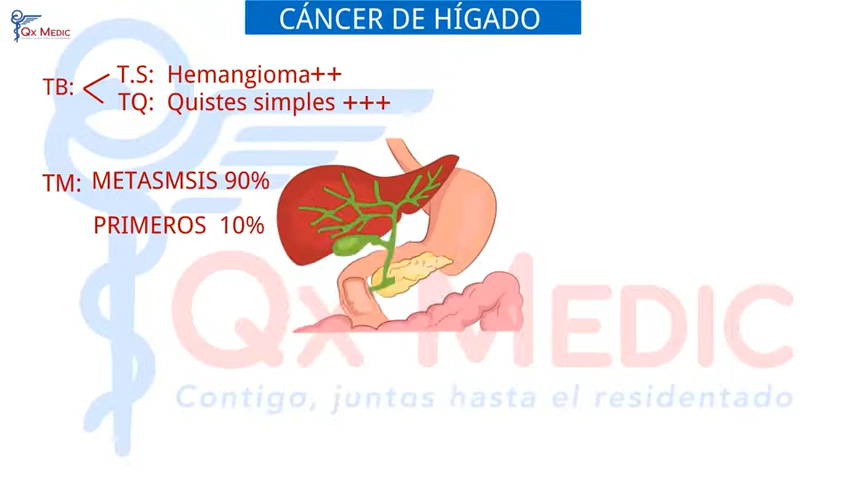 CÁNCER DE HÍGADO
Qx MEDIC
TB:
T.S: Hemangioma++
TQ: Quistes simples +++
TM: METASMSIS 90%
PRIMEROS 10%
Qx MEDIC
Contigo, juntos hasta el residentado